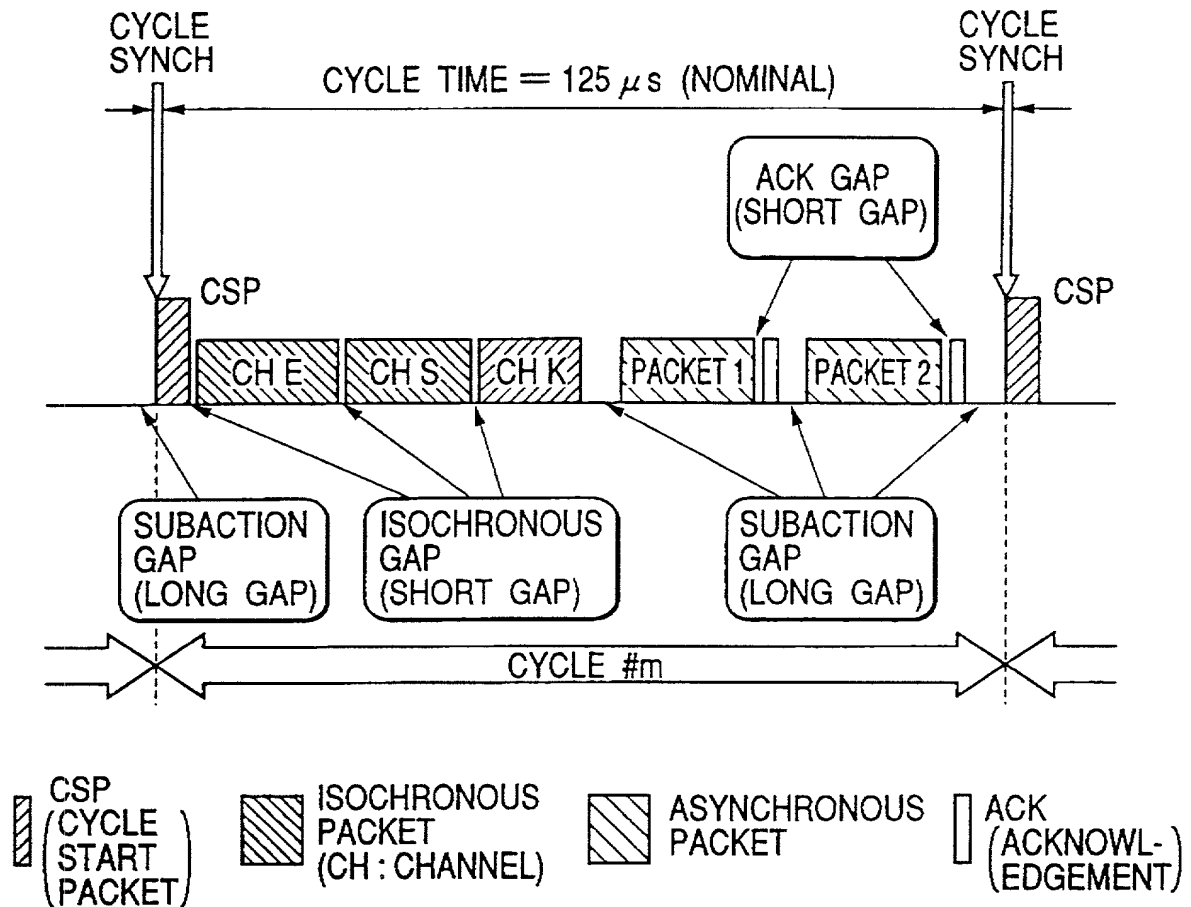 CYCLE
SYNCH
CYCLE TIME = 125 μs (NOMINAL)
CYCLE
SYNCH
ACK GAP
(SHORT GAP)
CSP
CSP
CH E
CH S
CH K
PACKET 1
PACKET 2
SUBACTION
GAP
(LONG GAP)
ISOCHRONOUS
GAP
(SHORT GAP)
SUBACTION
GAP
(LONG GAP)
CYCLE #m
CSP
(CYCLE
START
PACKET)
ISOCHRONOUS
PACKET
(CH : CHANNEL)
ASYNCHRONOUS
PACKET
ACK
(ACKNOWL-
EDGEMENT)